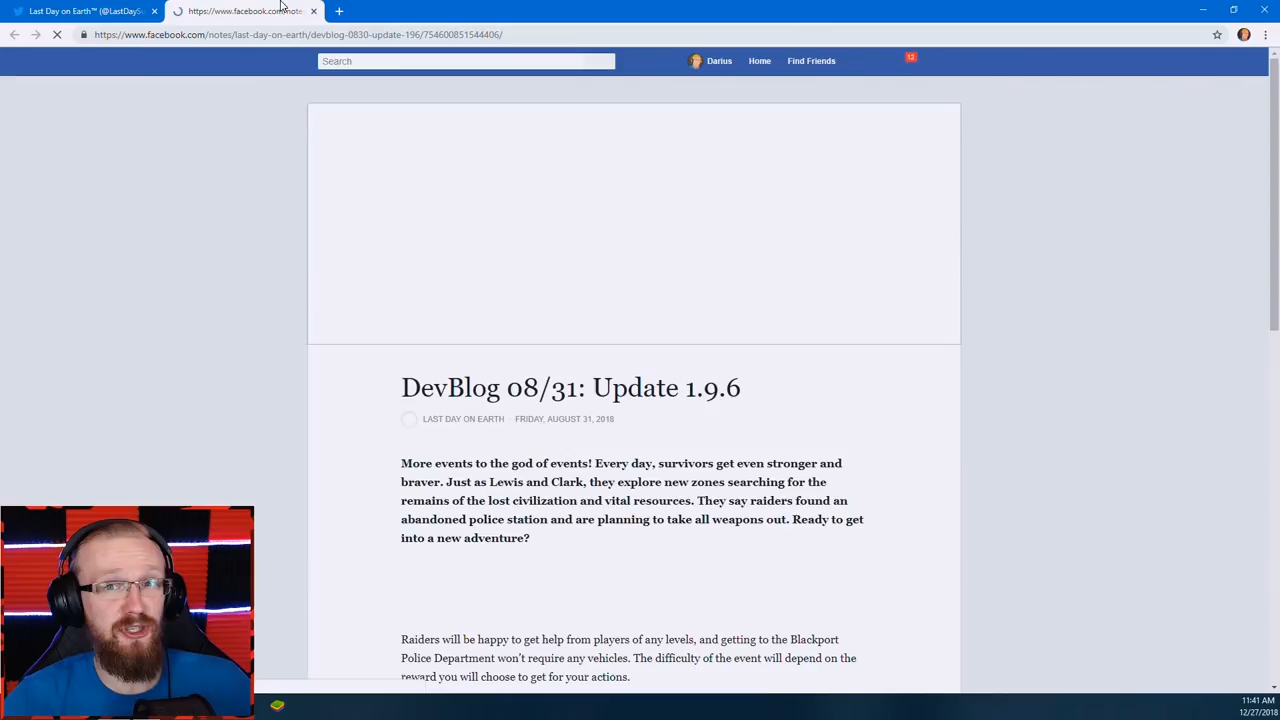 Last Day on Earth™ (@LastDaySu
https://www.facebook.com/note
https://www.facebook.com/notes/last-day-on-earth/devblog-0830-update-196/754600851544406/
Search
Darius
Home
Find Friends
12
DevBlog 08/31: Update 1.9.6
LAST DAY ON EARTH · FRIDAY, AUGUST 31, 2018
More events to the god of events! Every day, survivors get even stronger and
braver. Just as Lewis and Clark, they explore new zones searching for the
remains of the lost civilization and vital resources. They say raiders found an
abandoned police station and are planning to take all weapons out. Ready to get
into a new adventure?
Raiders will be happy to get help from players of any levels, and getting to the Blackport
Police Department won't require any vehicles. The difficulty of the event will depend on the
reward you will choose to get for your actions.
11:41 AM
12/27/2018